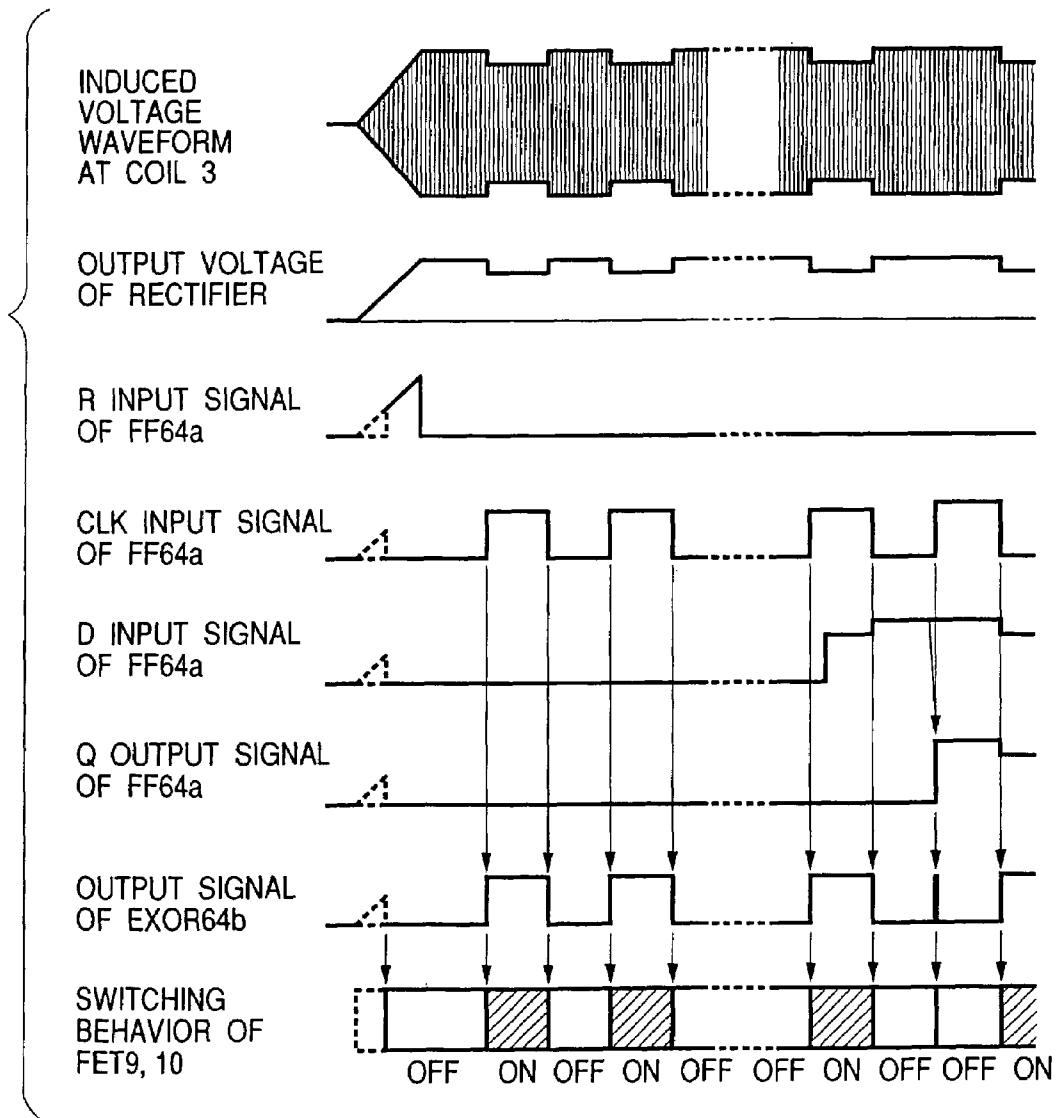 INDUCED
VOLTAGE
WAVEFORM
AT COIL 3
OUTPUT VOLTAGE
OF RECTIFIER
R INPUT SIGNAL
OF FF64a
CLK INPUT SIGNAL
OF FF64a
D INPUT SIGNAL
OF FF64a
Q OUTPUT SIGNAL
OF FF64a
OUTPUT SIGNAL
OF EXOR64b
SWITCHING
BEHAVIOR OF
FET9, 10
OFF ON OFF ON OFF OFF ON OFF OFF ON